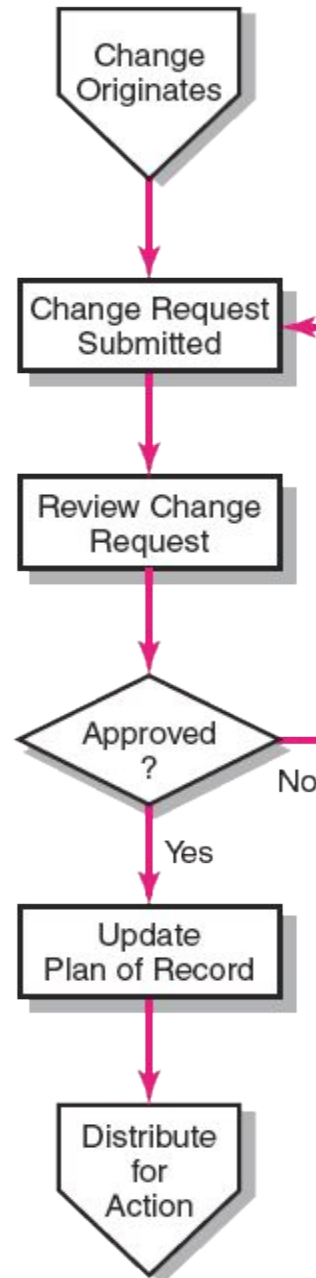 Change
Originates
Change Request
Submitted
Review Change
Request
Approved
?
No
Yes
Update
Plan of Record
Distribute
for
Action